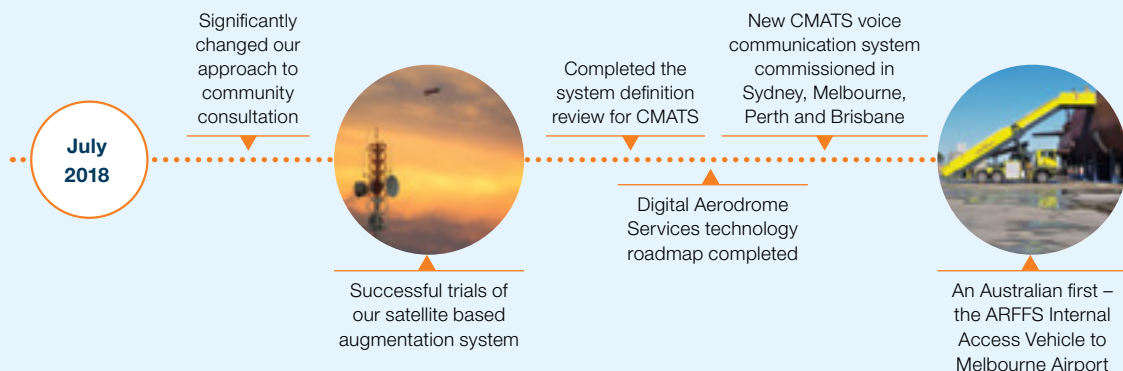 July
2018
Significantly
changed our
approach to
community
consultation
Successful trials of
our satellite based
augmentation system
Completed the
system definition
review for CMATS
Digital Aerodrome
Services technology
roadmap completed
New CMATS voice
communication system
commissioned in
Sydney, Melbourne,
Perth and Brisbane
An Australian first –
the ARFFS Internal
Access Vehicle to
Melbourne Airport